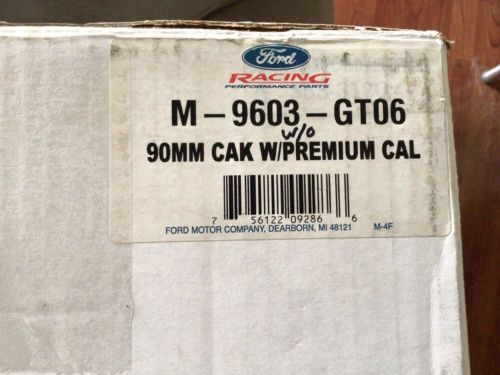 Ford
RACING
PERFORMANCE PARTS
M-9603-GT06
w/o
90MM CAK W/PREMIUM CAL
7 56122 09286 6
FORD MOTOR COMPANY, DEARBORN, MI 48121 M-4F